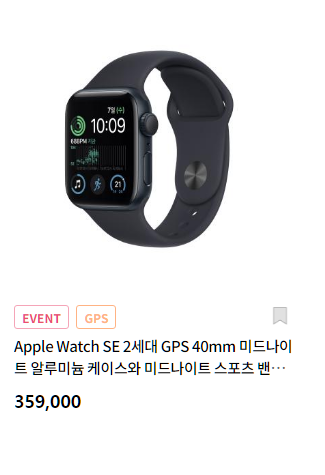 7일 (수)
10:09
EVENT
GPS
Apple Watch SE 2세대 GPS 40mm 미드나이
트 알루미늄 케이스와 미드나이트 스포츠 밴…
359,000